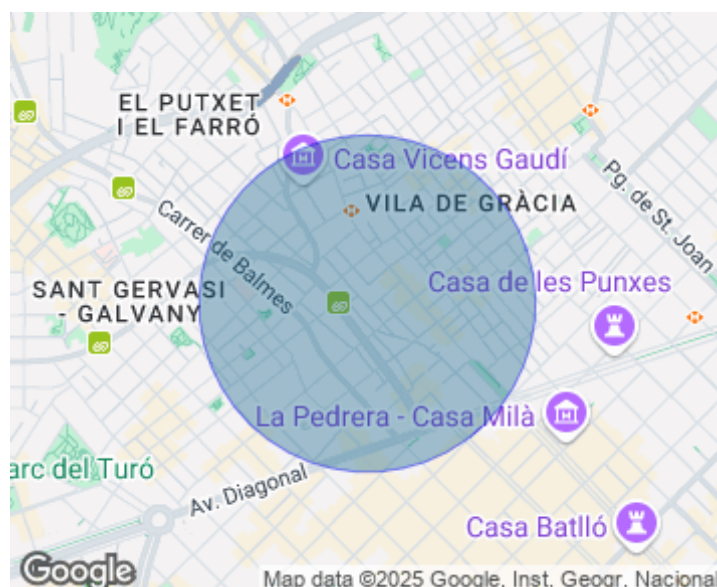 EL PUTXET
I EL FARRÓ
Casa Vicens Gaudí
VILA DE GRÀCIA
Pg. de St. Joan
Carrer de Balmes
SANT GERVASI
- GALVANY
Casa de les Punxes
La Pedrera - Casa Milà
arc del Turó
Av. Diagonal
Casa Batlló
Google
Map data ©2025 Google, Inst. Geogr. Nacional